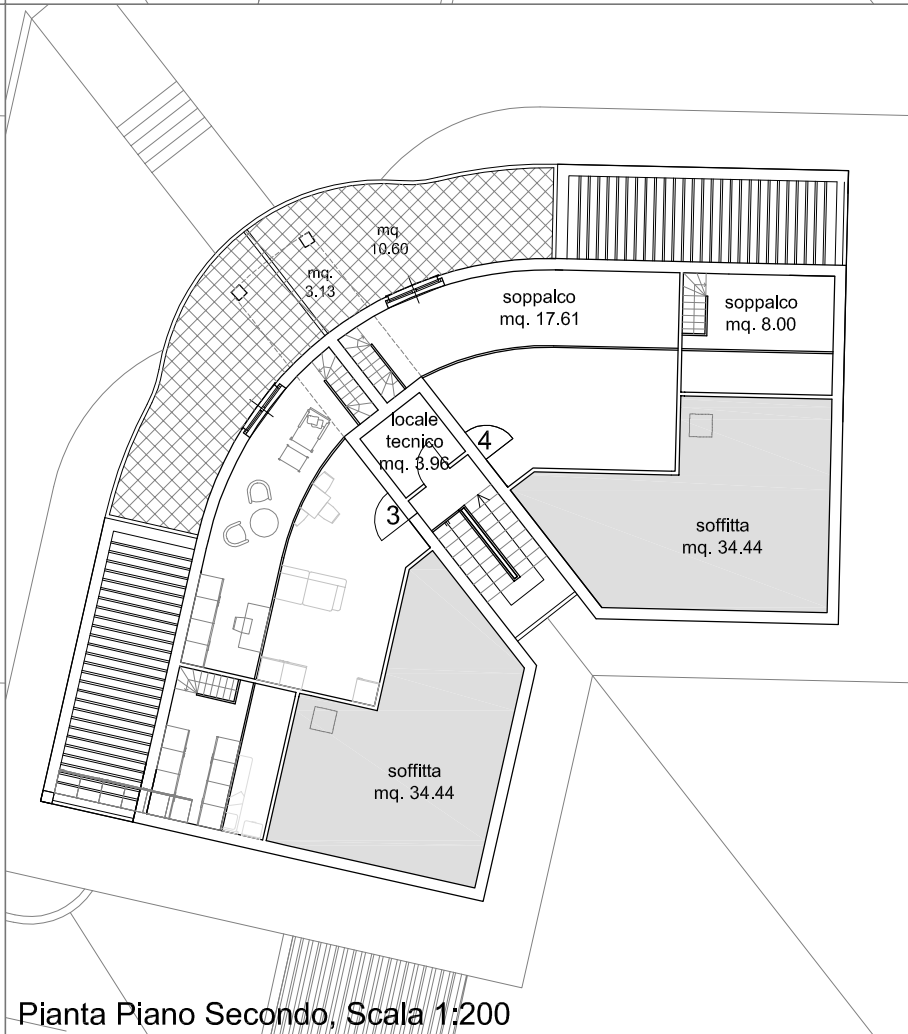 mq
10.60
mq.
3.13
soppalco
mq. 17.61
soppalco
mq. 8.00
locale
tecnico
mq. 3.96
4
3
soffitta
mq. 34.44
soffitta
mq. 34.44
Pianta Piano Secondo, Scala 1:200